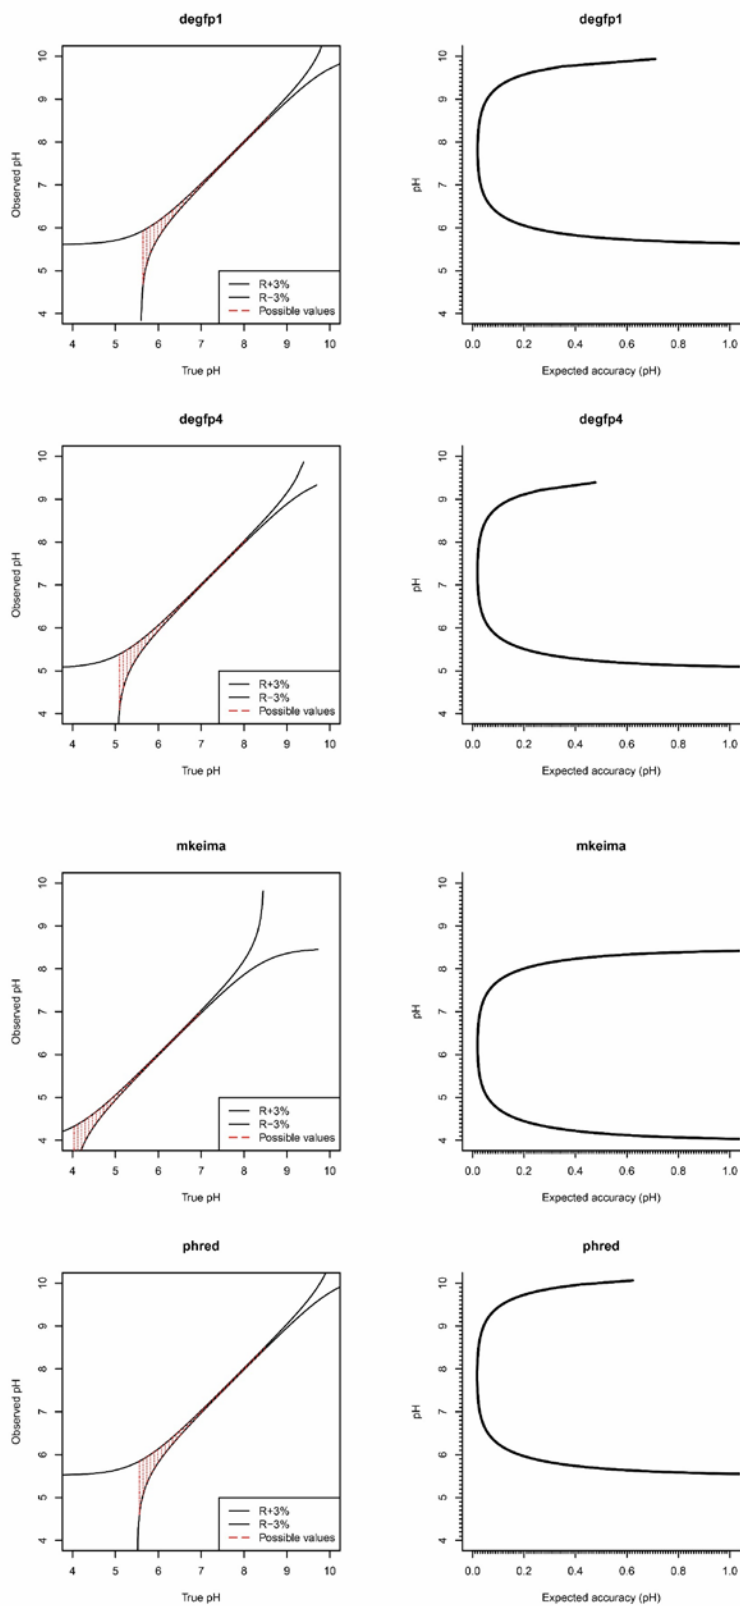 degfp1
degfp1
Observed pH
10
9
8
7
6
5
4
R+3%
R−3%
Possible values
4 5 6 7 8 9 10
True pH
pH
10
9
8
7
6
5
4
0.0 0.2 0.4 0.6 0.8 1.0
Expected accuracy (pH)
degfp4
degfp4
Observed pH
10
9
8
7
6
5
4
R+3%
R−3%
Possible values
4 5 6 7 8 9 10
True pH
pH
10
9
8
7
6
5
4
0.0 0.2 0.4 0.6 0.8 1.0
Expected accuracy (pH)
mkeima
mkeima
Observed pH
10
9
8
7
6
5
4
R+3%
R−3%
Possible values
4 5 6 7 8 9 10
True pH
pH
10
9
8
7
6
5
4
0.0 0.2 0.4 0.6 0.8 1.0
Expected accuracy (pH)
phred
phred
Observed pH
10
9
8
7
6
5
4
R+3%
R−3%
Possible values
4 5 6 7 8 9 10
True pH
pH
10
9
8
7
6
5
4
0.0 0.2 0.4 0.6 0.8 1.0
Expected accuracy (pH)